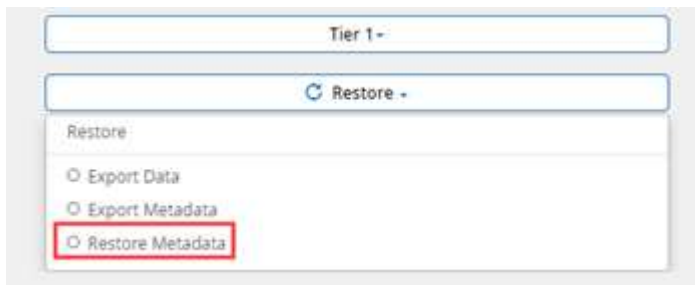 Tier 1
Restore
Restore
Export Data
Export Metadata
Restore Metadata